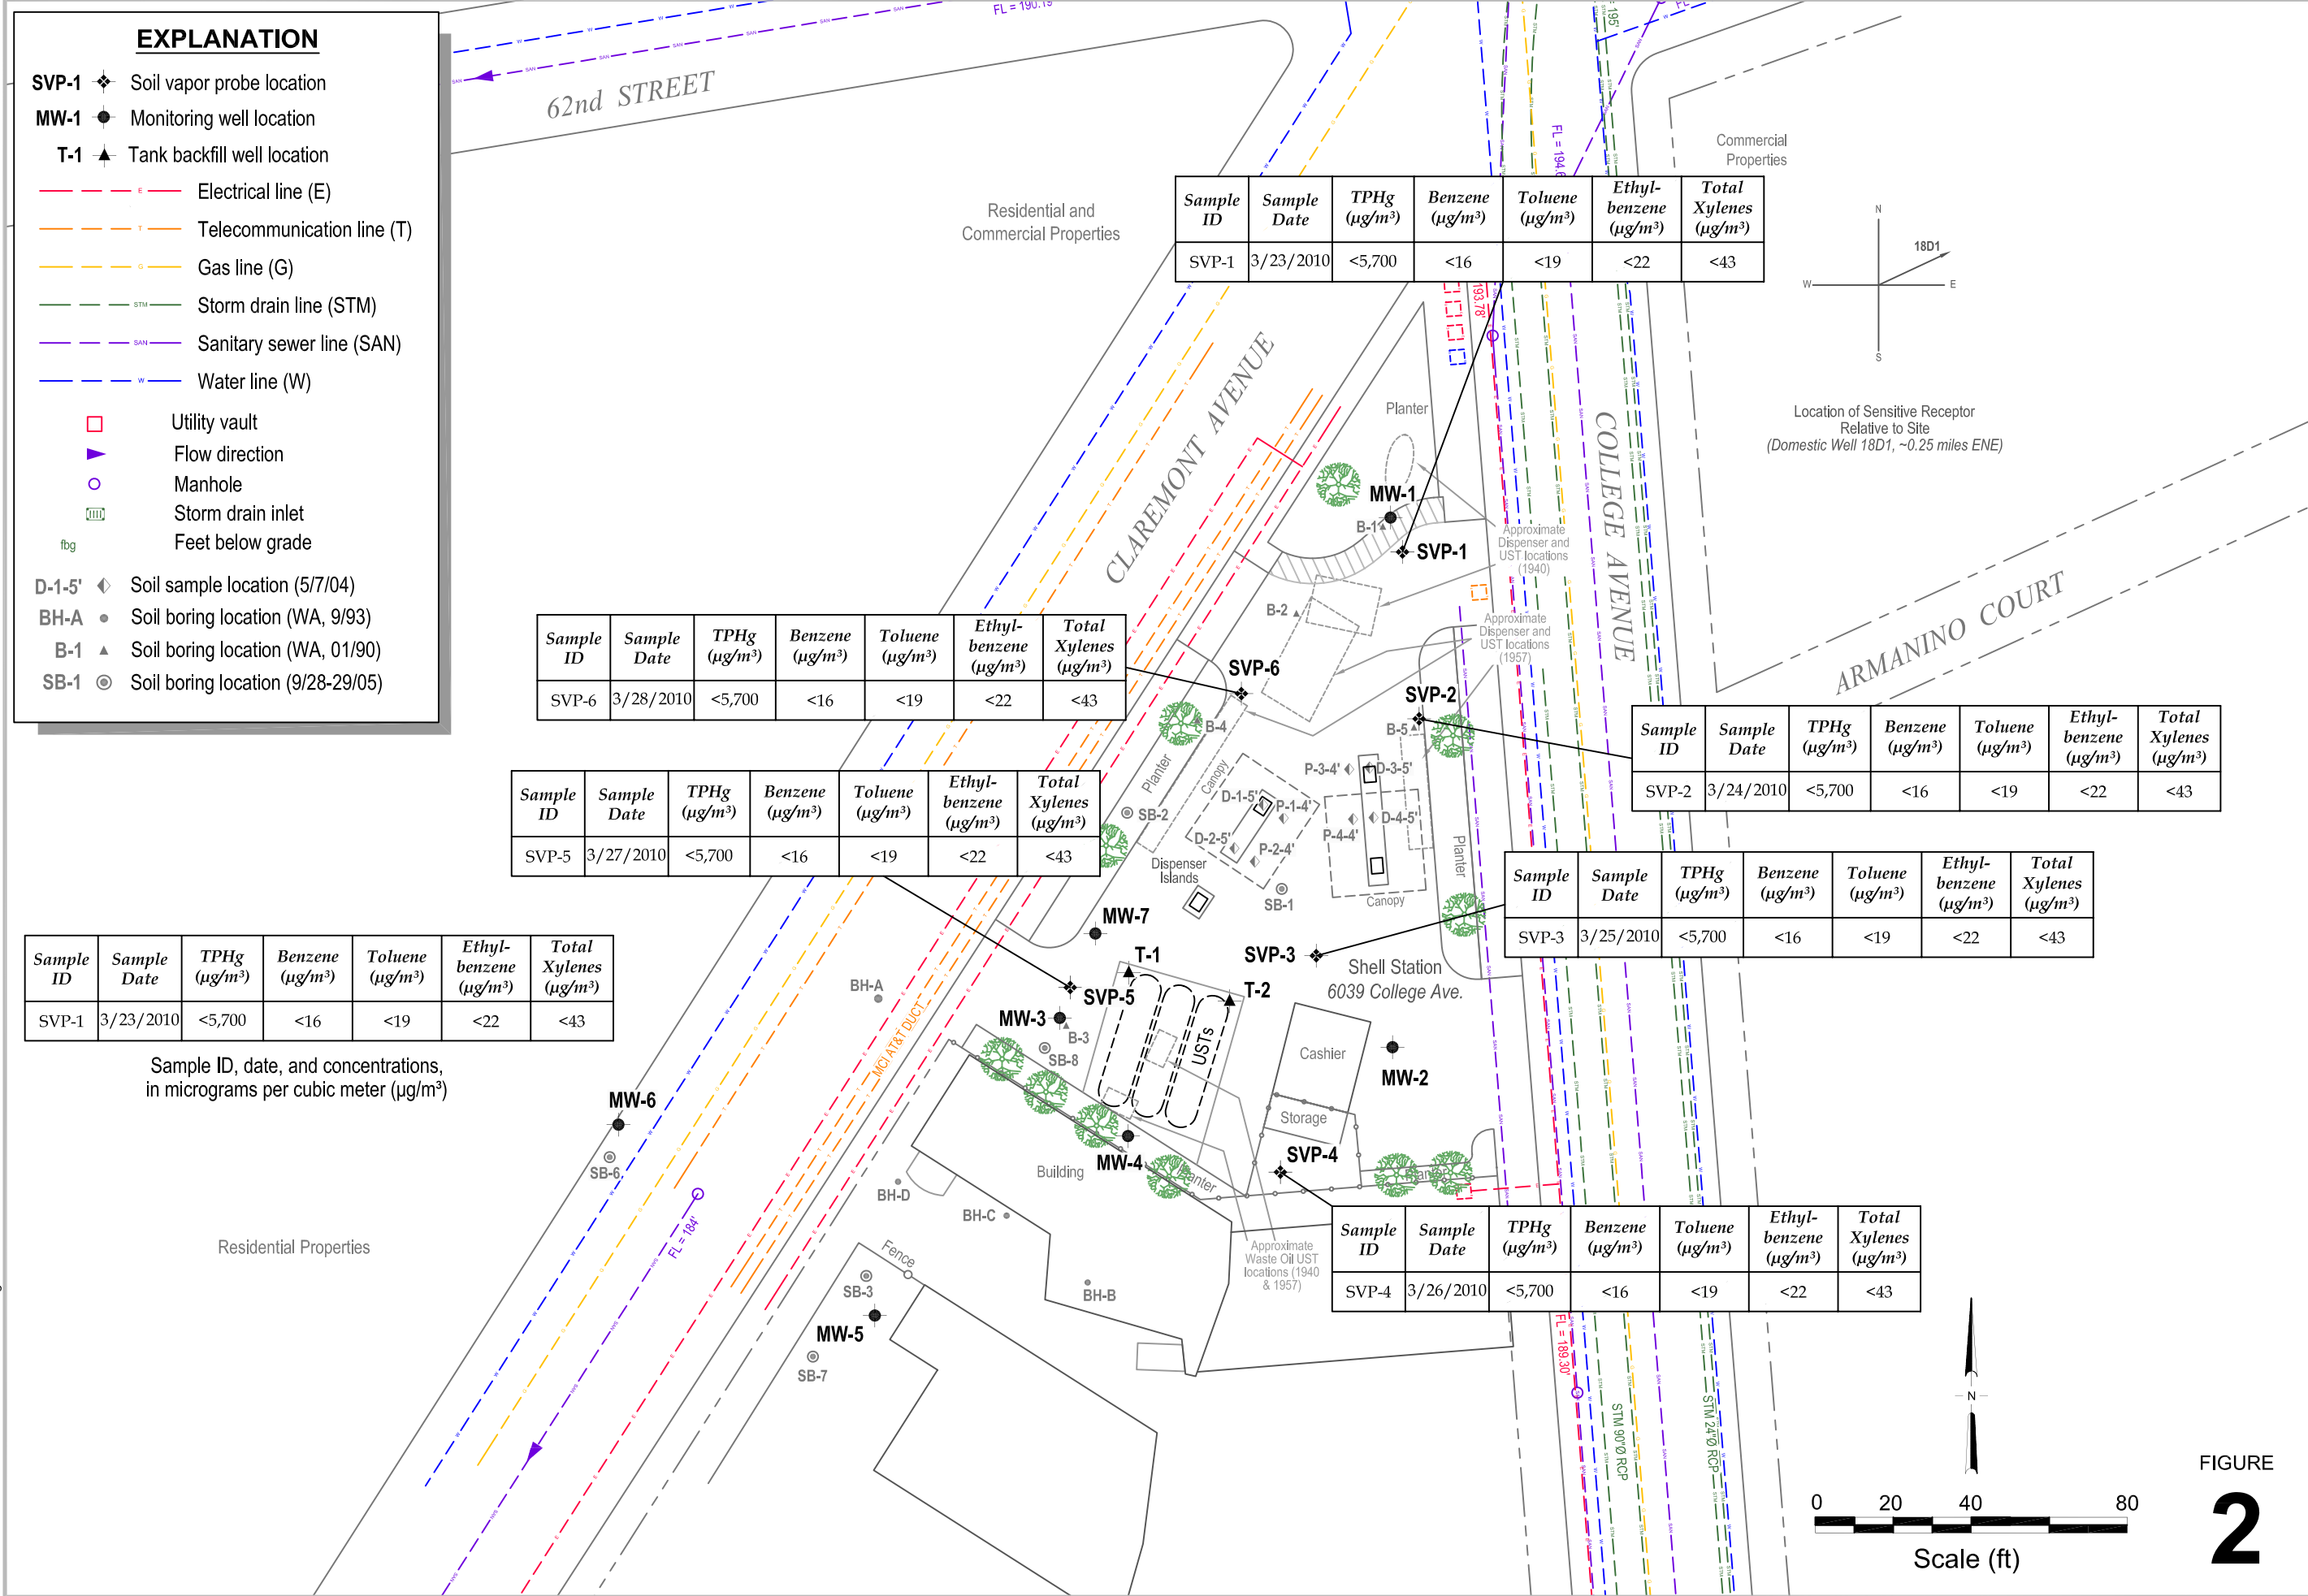 EXPLANATION
SVP-1 Soil vapor probe location
MW-1 Monitoring well location
T-1 Tank backfill well location
E Electrical line (E)
T Telecommunication line (T)
G Gas line (G)
STM Storm drain line (STM)
SAN Sanitary sewer line (SAN)
W Water line (W)
Utility vault
Flow direction
Manhole
Storm drain inlet
fbg Feet below grade
D-1-5' Soil sample location (5/7/04)
BH-A Soil boring location (WA, 9/93)
B-1 Soil boring location (WA, 01/90)
SB-1 Soil boring location (9/28-29/05)
FL = 190.19
62nd STREET
195'
FL
FL = 194.6
Commercial
Properties
Residential and
Commercial Properties
Sample ID Sample Date TPHg (µg/m³) Benzene (µg/m³) Toluene (µg/m³) Ethyl-benzene (µg/m³) Total Xylenes (µg/m³)
SVP-1 3/23/2010 <5,700 <16 <19 <22 <43
N
18D1
W E
S
193.78'
Location of Sensitive Receptor
Relative to Site
(Domestic Well 18D1, ~0.25 miles ENE)
CLAREMONT AVENUE
COLLEGE AVENUE
ARMANINO COURT
Planter
MW-1
B-1
SVP-1
Approximate
Dispenser and
UST locations
(1940)
B-2
Approximate
Dispenser and
UST locations
(1957)
Sample ID Sample Date TPHg (µg/m³) Benzene (µg/m³) Toluene (µg/m³) Ethyl-benzene (µg/m³) Total Xylenes (µg/m³)
SVP-6 3/28/2010 <5,700 <16 <19 <22 <43
SVP-6
SVP-2
B-4
B-5
Sample ID Sample Date TPHg (µg/m³) Benzene (µg/m³) Toluene (µg/m³) Ethyl-benzene (µg/m³) Total Xylenes (µg/m³)
SVP-2 3/24/2010 <5,700 <16 <19 <22 <43
Planter
Canopy
P-3-4' D-3-5'
D-1-5' P-1-4'
SB-2
P-4-4' D-4-5'
D-2-5' P-2-4'
Planter
Sample ID Sample Date TPHg (µg/m³) Benzene (µg/m³) Toluene (µg/m³) Ethyl-benzene (µg/m³) Total Xylenes (µg/m³)
SVP-5 3/27/2010 <5,700 <16 <19 <22 <43
Dispenser
Islands
SB-1
Canopy
Sample ID Sample Date TPHg (µg/m³) Benzene (µg/m³) Toluene (µg/m³) Ethyl-benzene (µg/m³) Total Xylenes (µg/m³)
SVP-3 3/25/2010 <5,700 <16 <19 <22 <43
MW-7
T-1
SVP-3
Shell Station
6039 College Ave.
Sample ID Sample Date TPHg (µg/m³) Benzene (µg/m³) Toluene (µg/m³) Ethyl-benzene (µg/m³) Total Xylenes (µg/m³)
SVP-1 3/23/2010 <5,700 <16 <19 <22 <43
Sample ID, date, and concentrations,
in micrograms per cubic meter (µg/m³)
BH-A
SVP-5
T-2
MW-3
B-3
SB-8
USTs
MCI AT&T DUCT
Cashier
MW-2
Storage
MW-6
SB-6
MW-4
Planter
SVP-4
Planter
Building
BH-D
BH-C
FL = 184'
Residential Properties
Fence
SB-3
MW-5
SB-7
BH-B
Approximate
Waste Oil UST
locations (1940
& 1957)
Sample ID Sample Date TPHg (µg/m³) Benzene (µg/m³) Toluene (µg/m³) Ethyl-benzene (µg/m³) Total Xylenes (µg/m³)
SVP-4 3/26/2010 <5,700 <16 <19 <22 <43
FL = 189.30'
STM 90"Ø RCP
STM 24"Ø RCP
N
0 20 40 80
Scale (ft)
FIGURE
2